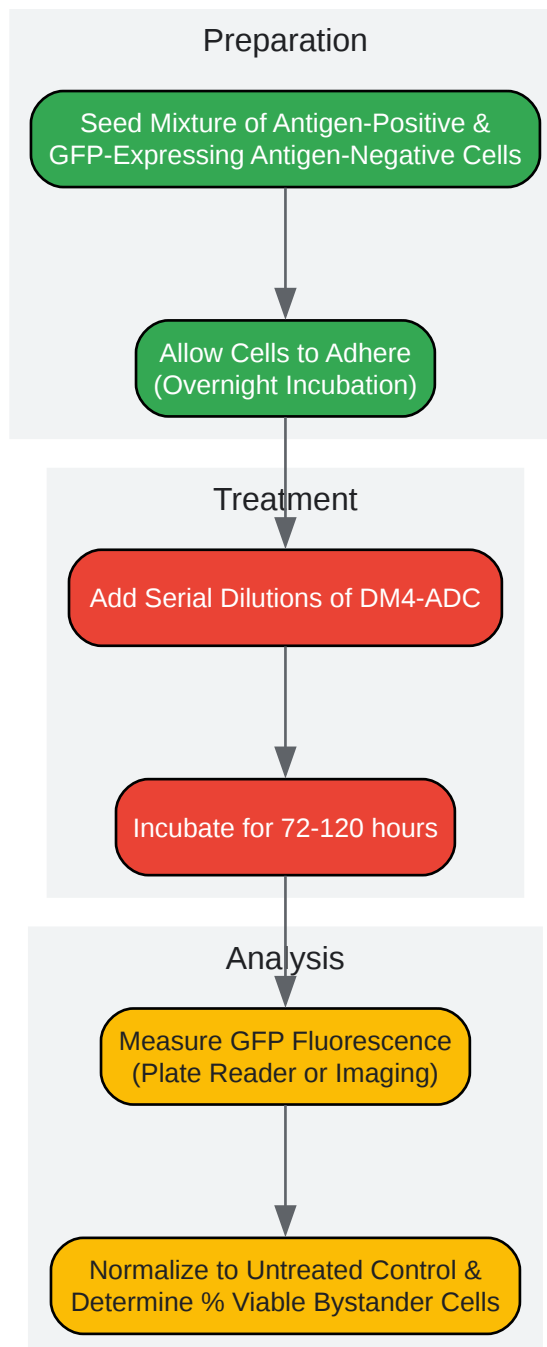 Preparation
Seed Mixture of Antigen-Positive &
GFP-Expressing Antigen-Negative Cells
Allow Cells to Adhere
(Overnight Incubation)
Treatment
Add Serial Dilutions of DM4-ADC
Incubate for 72-120 hours
Analysis
Measure GFP Fluorescence
(Plate Reader or Imaging)
Normalize to Untreated Control &
Determine % Viable Bystander Cells